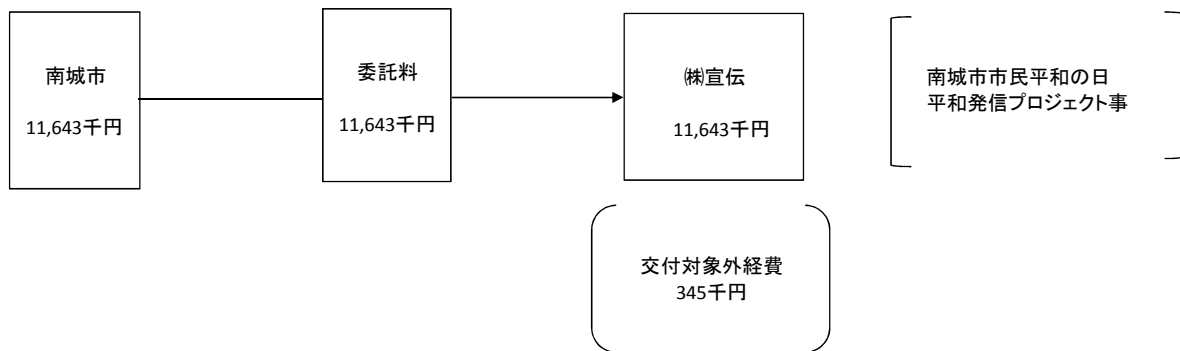 南城市
11,643千円
委託料
11,643千円
㈱宣伝
11,643千円
南城市市民平和の日
平和発信プロジェクト事
交付対象外経費
345千円